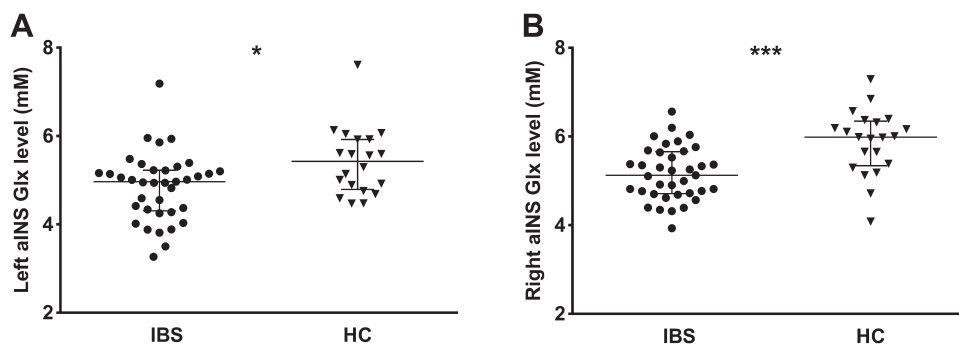 A
Left aINS Glx level (mM)
8
6
4
2
*
IBS
HC
B
Right aINS Glx level (mM)
8
6
4
2
***
IBS
HC